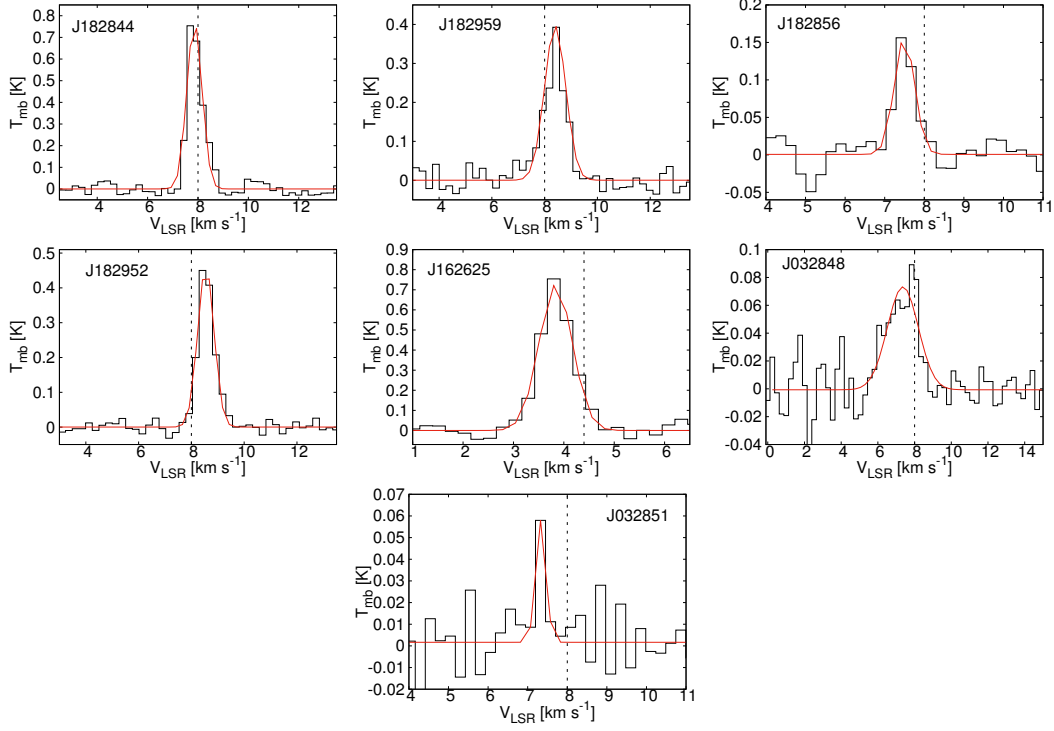 J182844
T_mb [K]
0.8
0.7
0.6
0.5
0.4
0.3
0.2
0.1
0
4 6 8 10 12
V_LSR [km s^-1]
J182959
T_mb [K]
0.4
0.3
0.2
0.1
0
4 6 8 10 12
V_LSR [km s^-1]
J182856
T_mb [K]
0.2
0.15
0.1
0.05
0
-0.05
4 5 6 7 8 9 10 11
V_LSR [km s^-1]
J182952
T_mb [K]
0.5
0.4
0.3
0.2
0.1
0
4 6 8 10 12
V_LSR [km s^-1]
J162625
T_mb [K]
0.9
0.8
0.7
0.6
0.5
0.4
0.3
0.2
0.1
0
1 2 3 4 5 6
V_LSR [km s^-1]
J032848
T_mb [K]
0.1
0.08
0.06
0.04
0.02
0
-0.02
-0.04
0 2 4 6 8 10 12 14
V_LSR [km s^-1]
J032851
T_mb [K]
0.07
0.06
0.05
0.04
0.03
0.02
0.01
0
-0.01
-0.02
4 5 6 7 8 9 10 11
V_LSR [km s^-1]